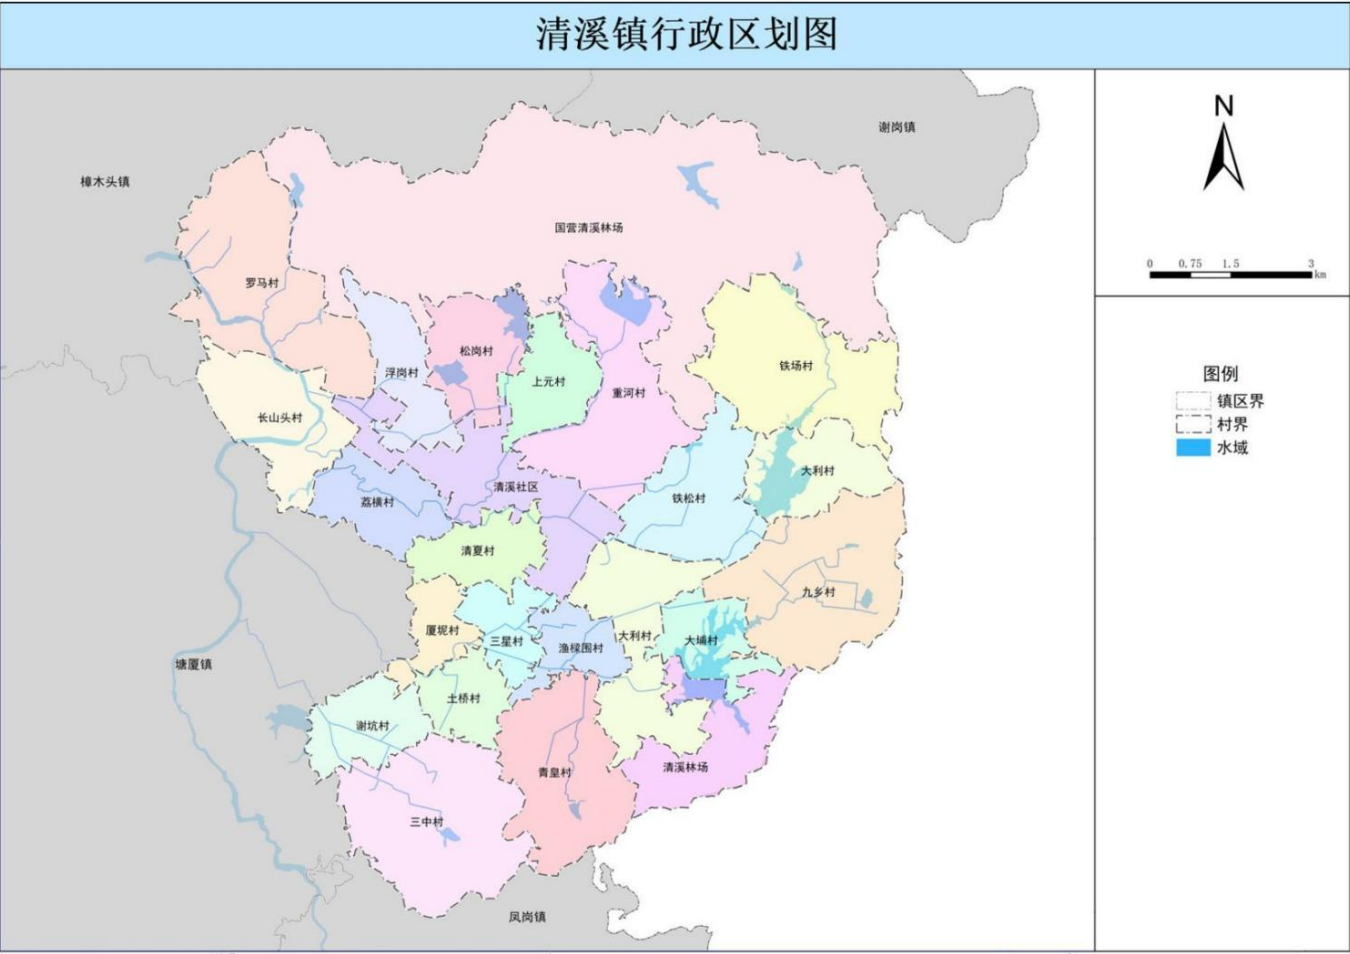 清溪镇行政区划图
N
谢岗镇
樟木头镇
国营清溪林场
0 0.75 1.5 3
km
罗马村
松岗村
铁场村
浮岗村
上元村
图例
重河村
镇区界
长山头村
村界
水域
大利村
清溪社区
铁松村
荔横村
清夏村
九乡村
厦坭村
大利村
三星村
渔樑围村
大埔村
塘厦镇
土桥村
谢坑村
清溪林场
青皇村
三中村
凤岗镇